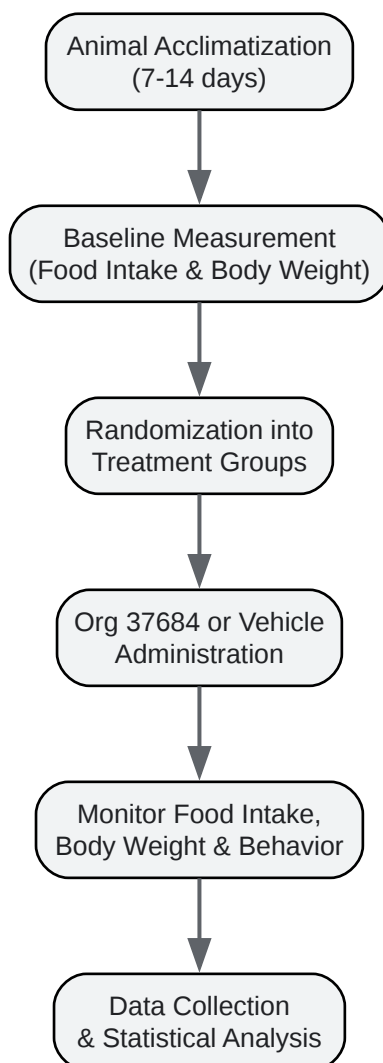 Animal Acclimatization
(7-14 days)
Baseline Measurement
(Food Intake & Body Weight)
Randomization into
Treatment Groups
Org 37684 or Vehicle
Administration
Monitor Food Intake,
Body Weight & Behavior
Data Collection
& Statistical Analysis